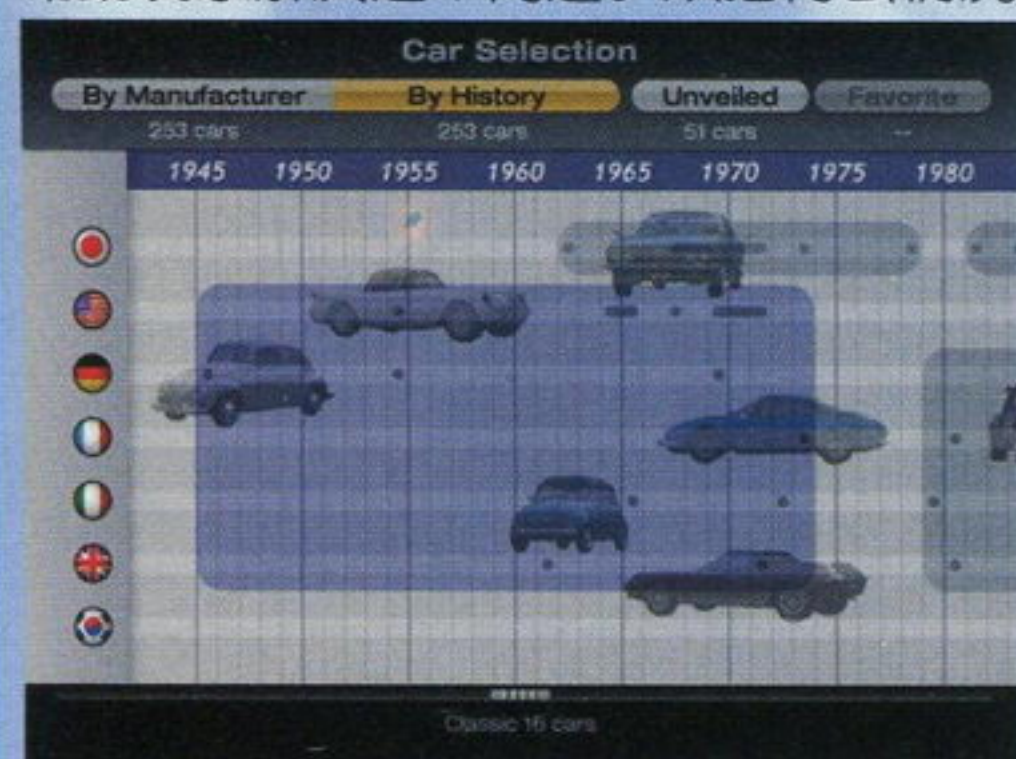 Car Selection
By Manufacturer By History Unveiled Favorite
253 cars 253 cars 51 cars --
1945 1950 1955 1960 1965 1970 1975 1980
Classic 16 cars